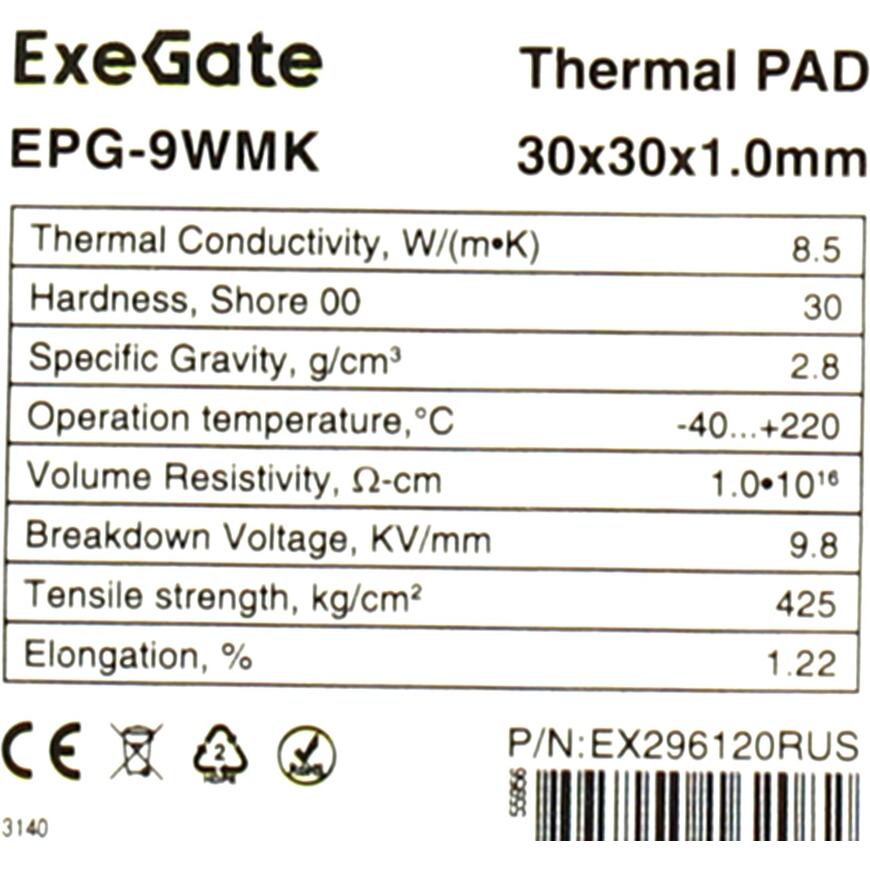 ExeGate
Thermal PAD
EPG-9WMK
30x30x1.0mm
Thermal Conductivity, W/(m•K) 8.5
Hardness, Shore 00 30
Specific Gravity, g/cm³ 2.8
Operation temperature,°C -40...+220
Volume Resistivity, Ω-cm 1.0•10¹⁶
Breakdown Voltage, KV/mm 9.8
Tensile strength, kg/cm² 425
Elongation, % 1.22
CE
2
P/N:EX296120RUS
3140